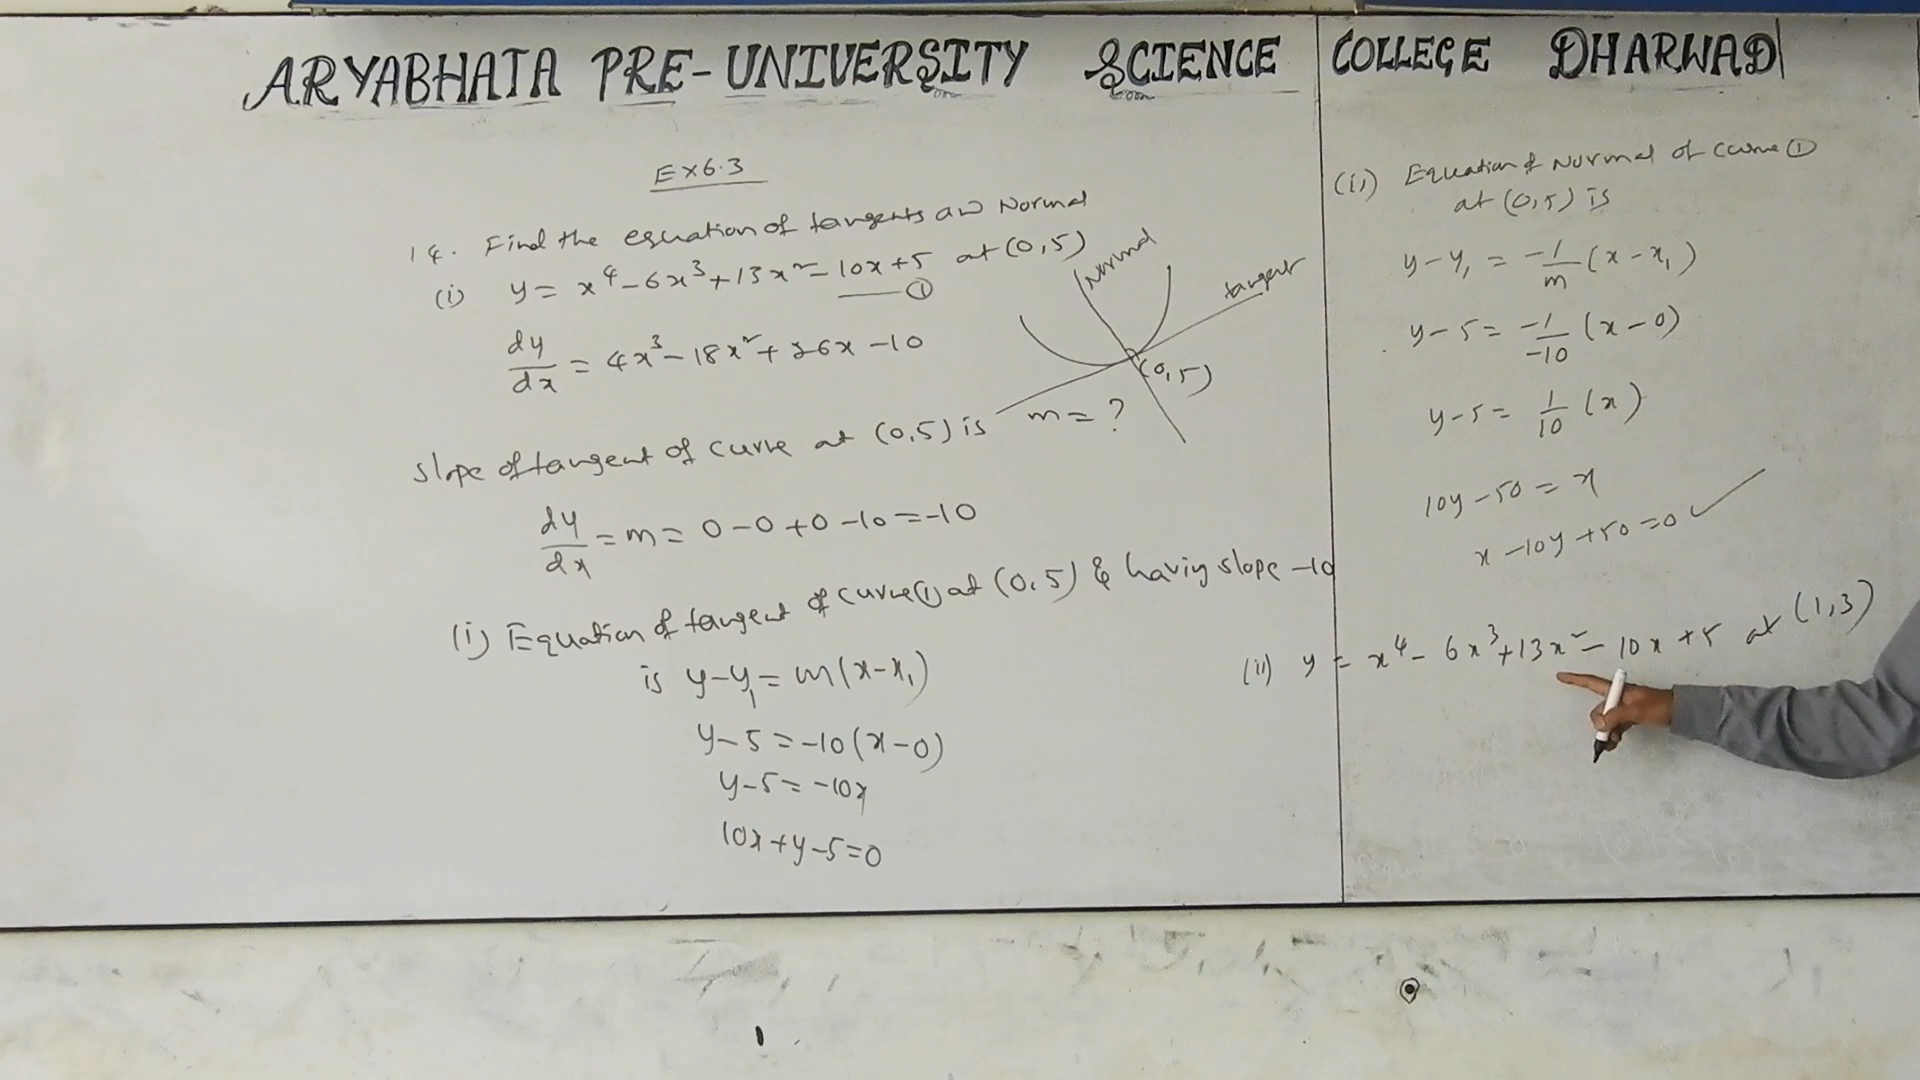 ARYABHATA PRE-UNIVERSITY SCIENCE COLLEGE DHARWAD
EX6.3
14. Find the equation of tangents and Normal
(i) y = x⁴ - 6x³ + 13x² - 10x + 5 at (0,5)
—— ①
dy/dx = 4x³ - 18x² + 26x - 10
Normal
tangent
(0,5)
slope of tangent of curve at (0,5) is m = ?
dy/dx = m = 0 - 0 + 0 - 10 = -10
(i) Equation of tangent of curve ① at (0,5) & having slope -10
is y - y₁ = m(x - x₁)
y - 5 = -10(x - 0)
y - 5 = -10x
10x + y - 5 = 0
(ii) Equation of Normal of curve ①
at (0,5) is
y - y₁ = -1/m (x - x₁)
y - 5 = -1/-10 (x - 0)
y - 5 = 1/10 (x)
10y - 50 = x
x - 10y + 50 = 0 ✓
(ii) y = x⁴ - 6x³ + 13x² - 10x + 5 at (1,3)